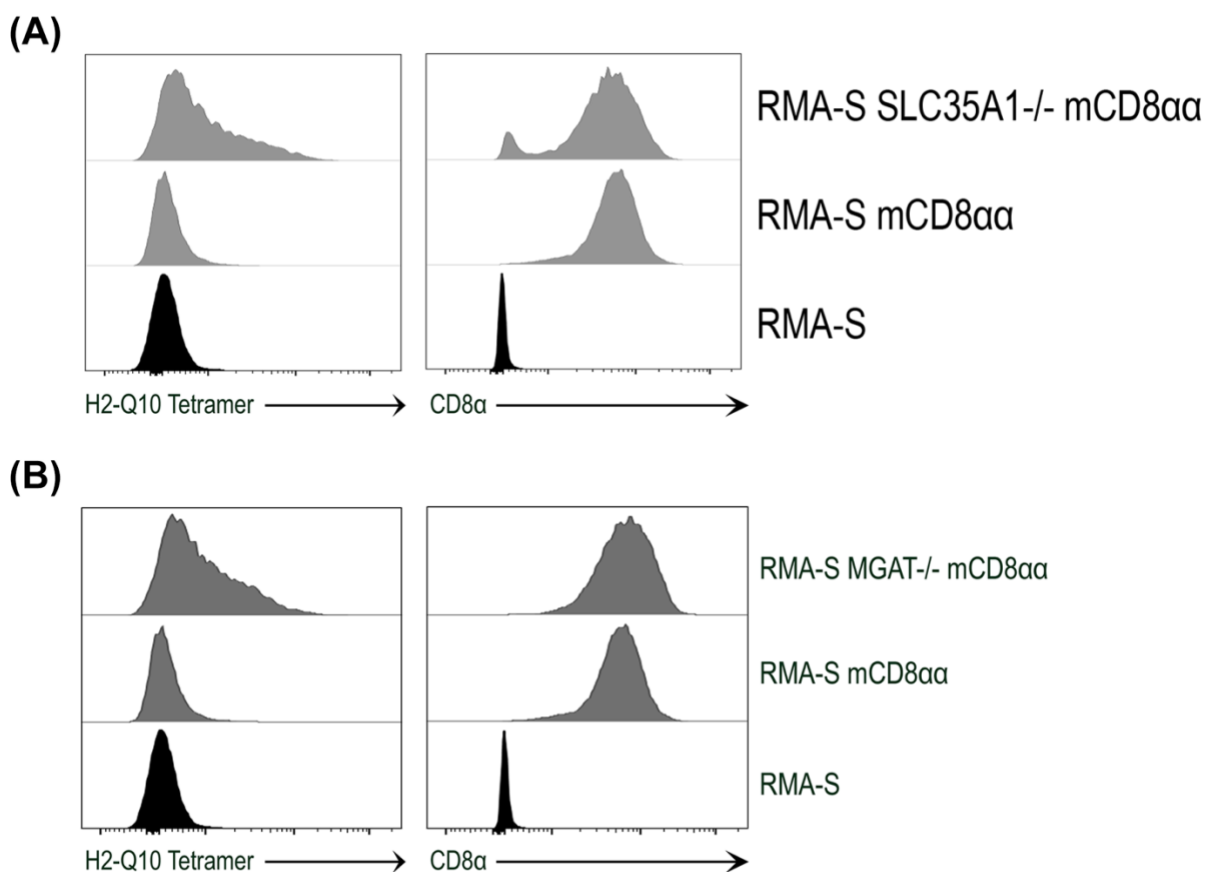 (A)
RMA-S SLC35A1-/- mCD8αα
RMA-S mCD8αα
RMA-S
H2-Q10 Tetramer
CD8α
(B)
RMA-S MGAT-/- mCD8αα
RMA-S mCD8αα
RMA-S
H2-Q10 Tetramer
CD8α